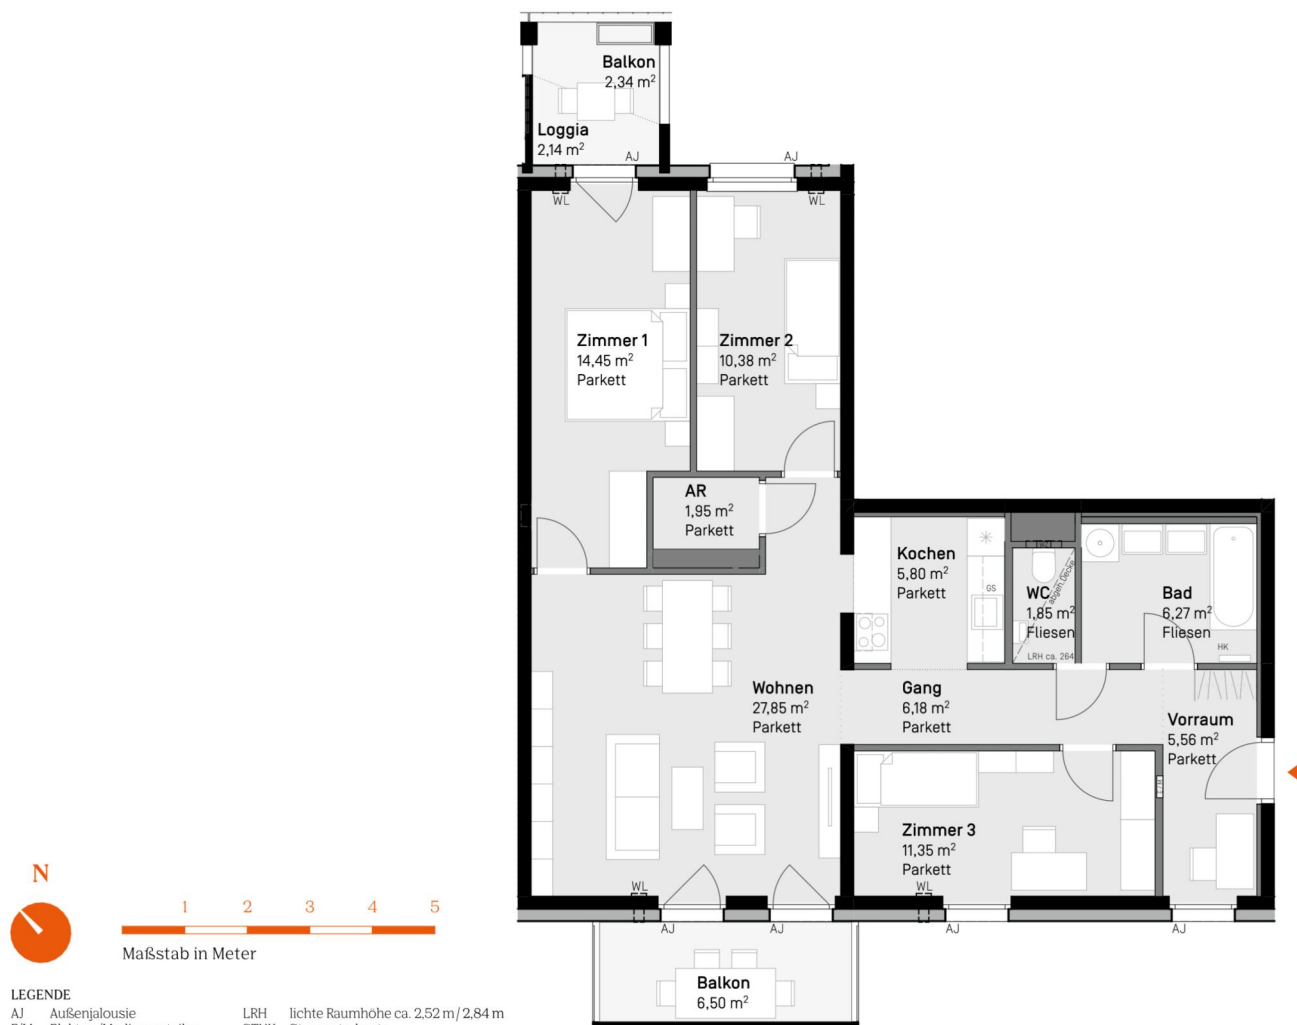 Balkon
2,34 m²
Loggia
2,14 m²
AJ
AJ
WL
WL
Zimmer 1
14,45 m²
Parkett
Zimmer 2
10,38 m²
Parkett
AR
1,95 m²
Parkett
Kochen
5,80 m²
Parkett
GS
WC
1,85 m²
Fliesen
abgeh. Decke
LRH ca. 264
Bad
6,27 m²
Fliesen
HK
Wohnen
27,85 m²
Parkett
Gang
6,18 m²
Parkett
Vorraum
5,56 m²
Parkett
Zimmer 3
11,35 m²
Parkett
WL
WL
AJ
AJ
AJ
AJ
Balkon
6,50 m²
N
1 2 3 4 5
Maßstab in Meter
LEGENDE
AJ Außenjalousie
LRH lichte Raumhöhe ca. 2,52 m / 2,84 m